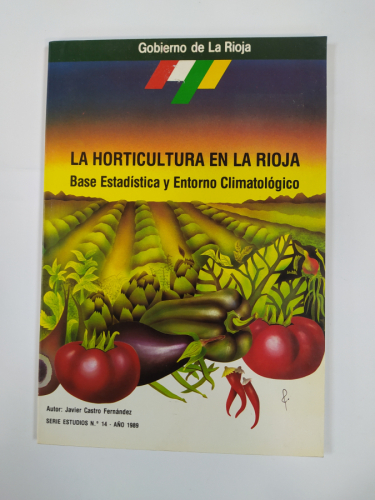 Gobierno de La Rioja
LA HORTICULTURA EN LA RIOJA
Base Estadística y Entorno Climatológico
Autor: Javier Castro Fernández
SERIE ESTUDIOS N.º 14 - AÑO 1989